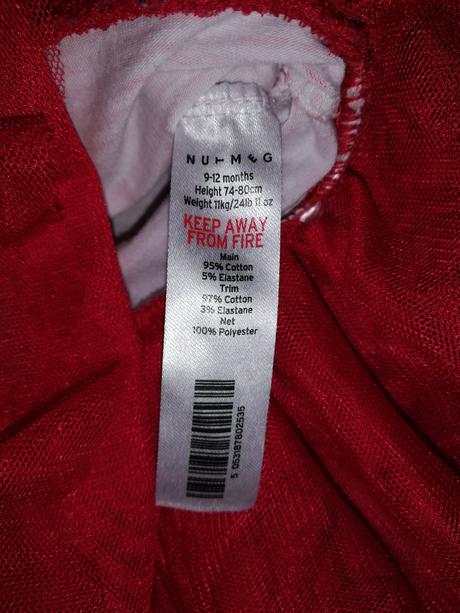 NUTMEG
9-12 months
Height 74-80cm
Weight 11kg/24lb 11 oz
KEEP AWAY
FROM FIRE
Main
95% Cotton
5% Elastane
Trim
97% Cotton
3% Elastane
Net
100% Polyester
5 053187802535